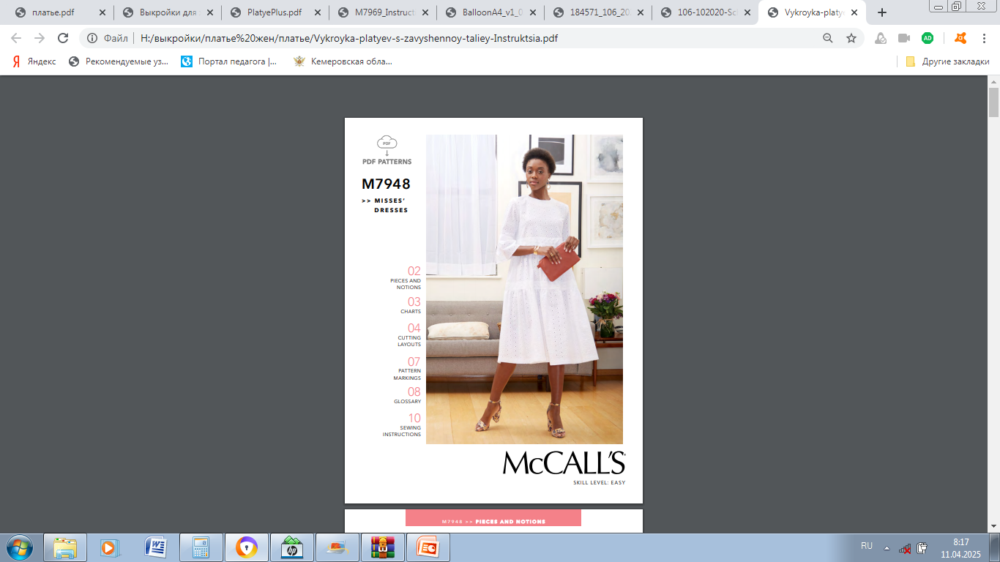 платье.pdf
Выкройки для
PlatyePlus.pdf
M7969_Instruct
BalloonA4_v1_0
184571_106_20
106-102020-Sc
Vykroyka-platy
Файл
H:/выкройки/платье%20жен/платье/Vykroyka-platyev-s-zavyshennoy-taliey-Instruktsia.pdf
AD
Яндекс
Рекомендуемые уз...
Портал педагога |...
Кемеровская обла...
Другие закладки
PDF
PDF PATTERNS
M7948
>> MISSES'
DRESSES
02
PIECES AND
NOTIONS
03
CHARTS
04
CUTTING
LAYOUTS
07
PATTERN
MARKINGS
08
GLOSSARY
10
SEWING
INSTRUCTIONS
McCALL'S
SKILL LEVEL: EASY
M7948 >> PIECES AND NOTIONS
RU
8:17
11.04.2025